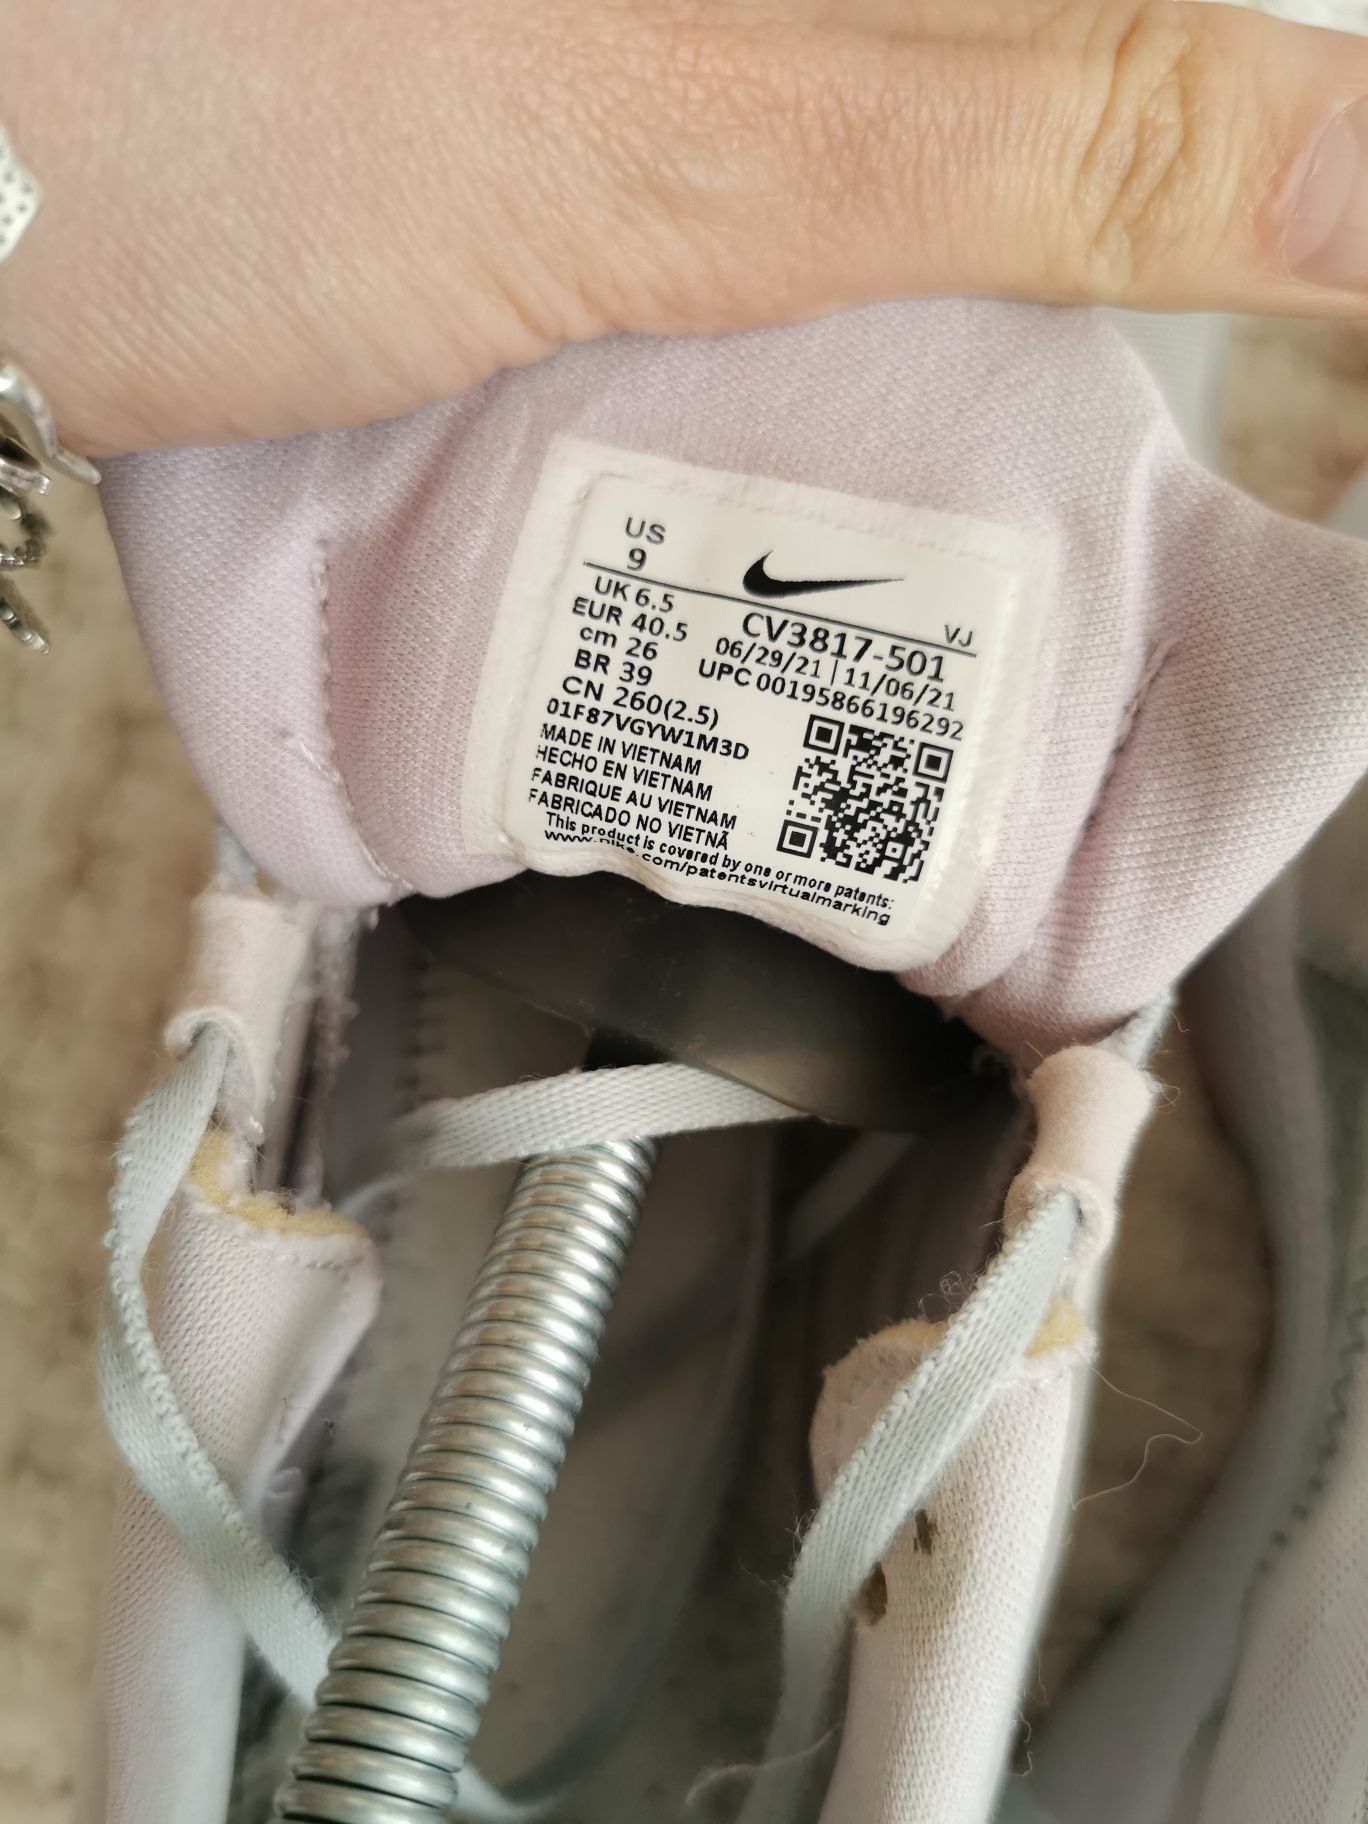 US
9
UK 6.5
EUR 40.5
cm 26
BR 39
CN 260(2.5)
01F87VGYW1M3D
VJ
CV3817-501
06/29/21 | 11/06/21
UPC 00195866196292
MADE IN VIETNAM
HECHO EN VIETNAM
FABRIQUE AU VIETNAM
FABRICADO NO VIETNÃ
This product is covered by one or more patents:
www.nike.com/patentsvirtualmarking